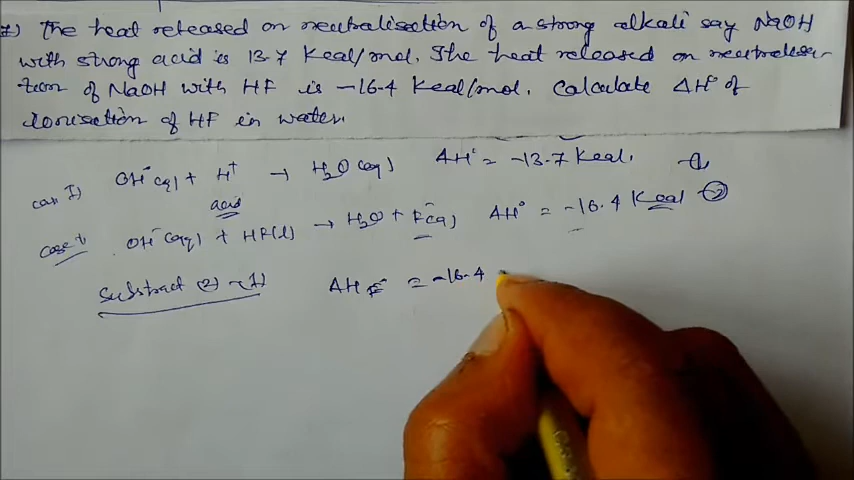 7) The heat released on neutralisation of a strong alkali say NaOH
with strong acid is 13.7 Kcal/mol. The heat released on neutralisa-
tion of NaOH with HF is -16.4 Kcal/mol. Calculate ΔH° of
ionisation of HF in water.
case I) OH⁻(aq) + H⁺ → H₂O(aq) ΔH° = -13.7 Kcal. -①
acid
case OH⁻(aq) + HF(l) → H₂O + F⁻(aq) ΔH° = -16.4 Kcal -②
Substract (2) - (1) ΔH = -16.4